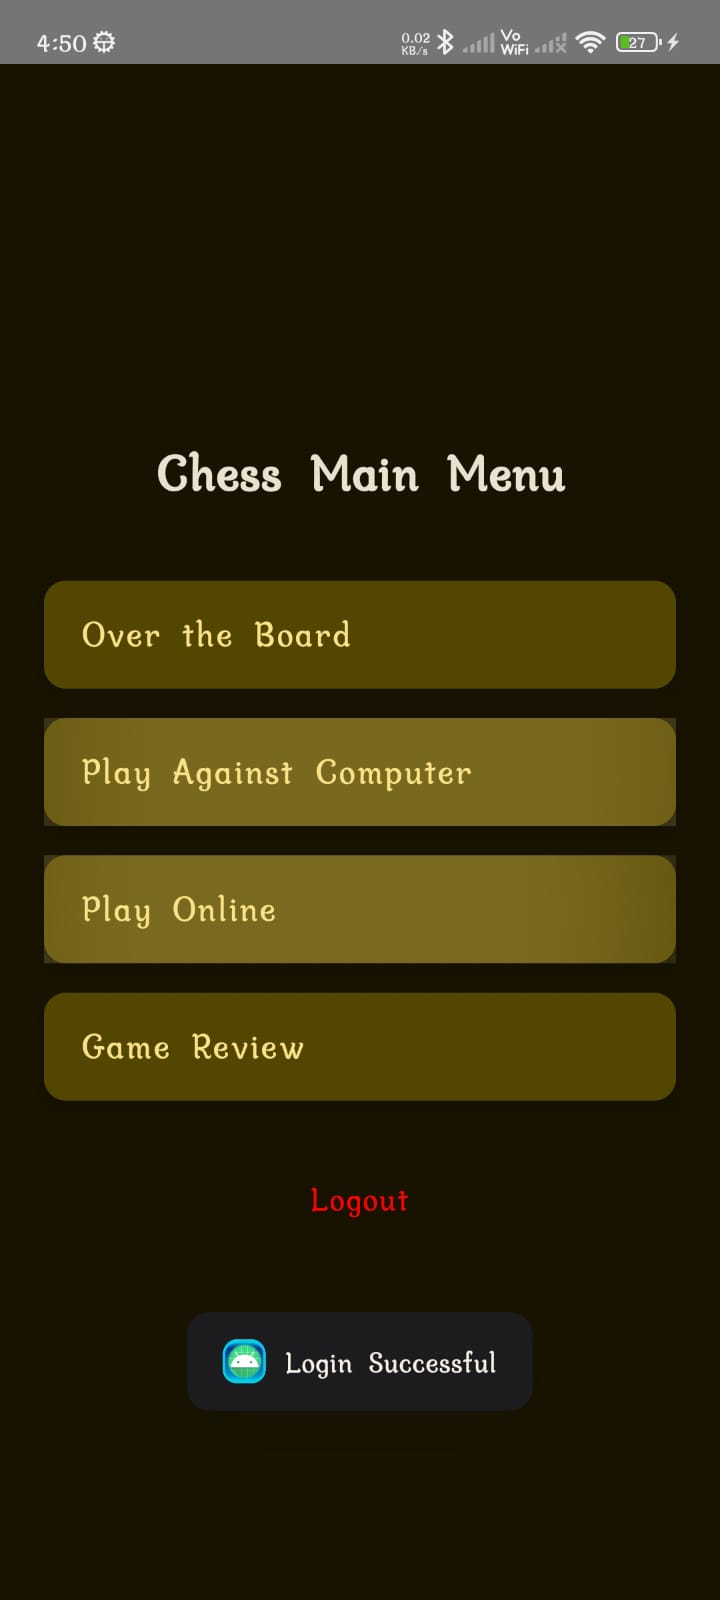 4:50
0.02
KB/s
Vo
WiFi
27
Chess Main Menu
Over the Board
Play Against Computer
Play Online
Game Review
Logout
Login Successful